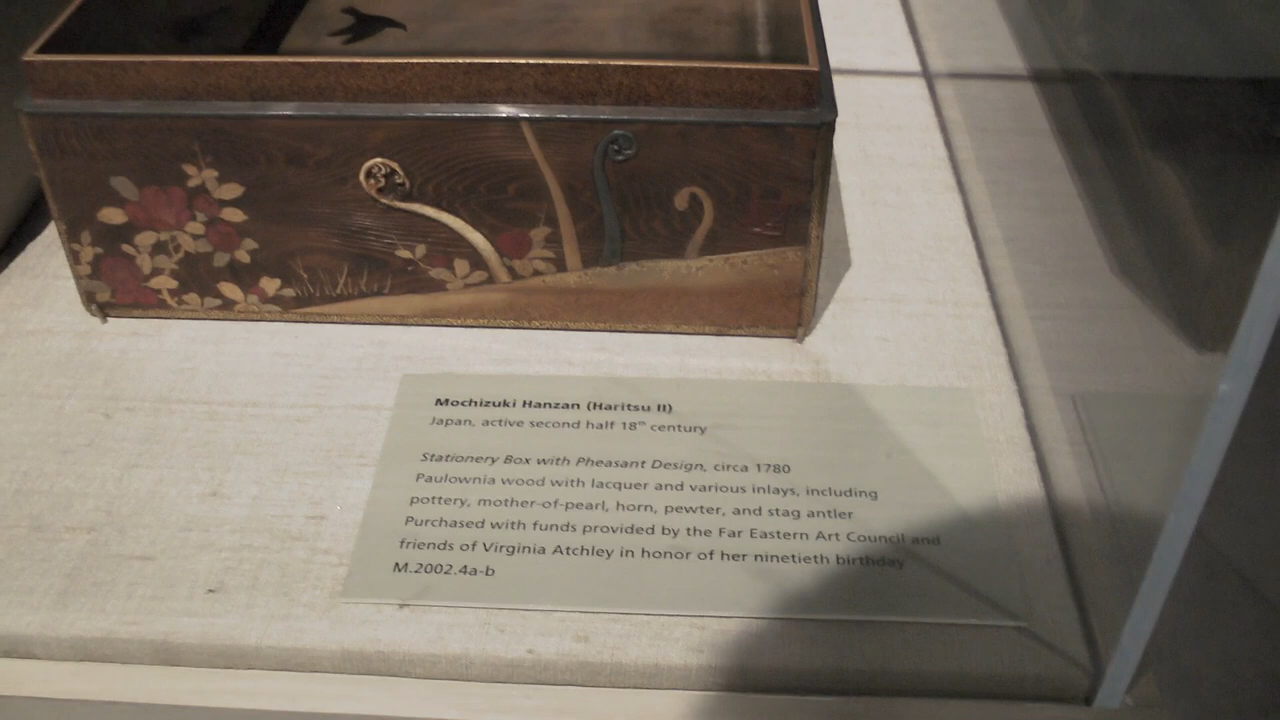 Mochizuki Hanzan (Haritsu II)
Japan, active second half 18th century
Stationery Box with Pheasant Design, circa 1780
Paulownia wood with lacquer and various inlays, including
pottery, mother-of-pearl, horn, pewter, and stag antler
Purchased with funds provided by the Far Eastern Art Council and
friends of Virginia Atchley in honor of her ninetieth birthday
M.2002.4a-b